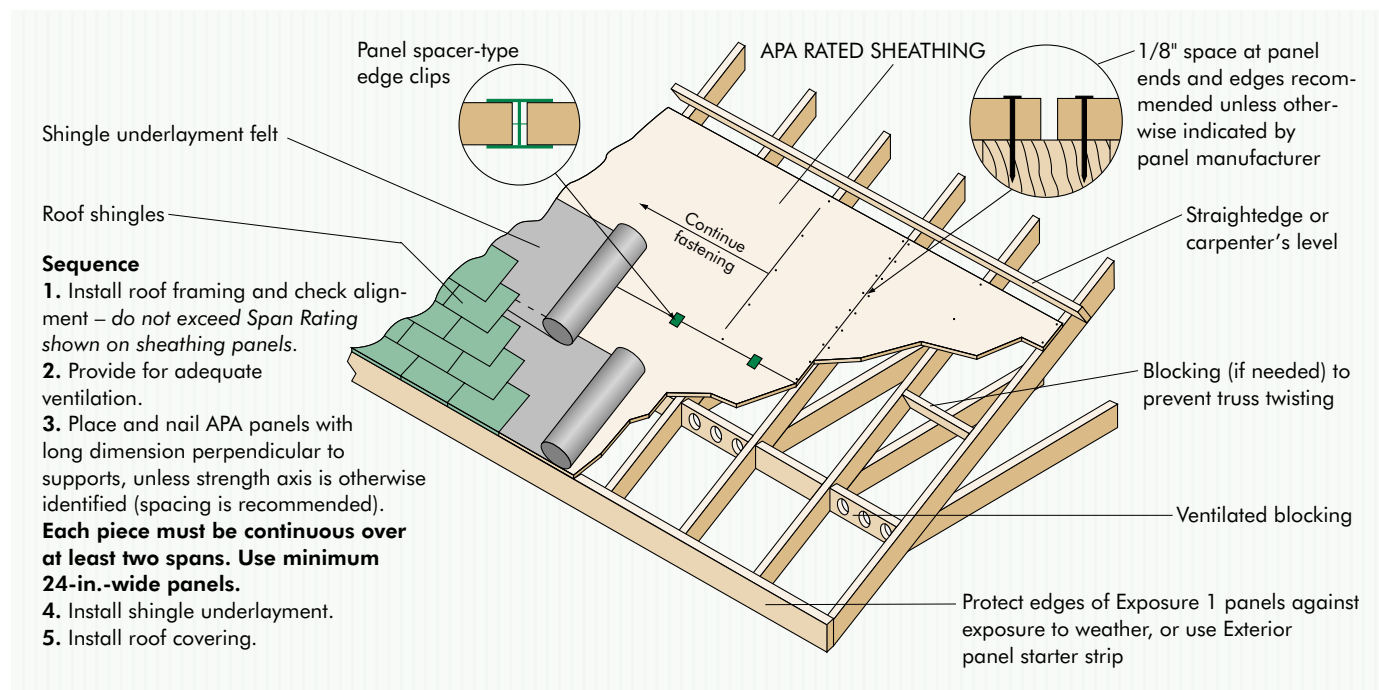 Panel spacer-type
edge clips
APA RATED SHEATHING
1/8" space at panel
ends and edges recom-
mended unless other-
wise indicated by
panel manufacturer
Shingle underlayment felt
Roof shingles
Continue
fastening
Straightedge or
carpenter's level
Sequence
1. Install roof framing and check align-
ment – do not exceed Span Rating
shown on sheathing panels.
2. Provide for adequate
ventilation.
3. Place and nail APA panels with
long dimension perpendicular to
supports, unless strength axis is otherwise
identified (spacing is recommended).
Each piece must be continuous over
at least two spans. Use minimum
24-in.-wide panels.
4. Install shingle underlayment.
5. Install roof covering.
Blocking (if needed) to
prevent truss twisting
Ventilated blocking
Protect edges of Exposure 1 panels against
exposure to weather, or use Exterior
panel starter strip